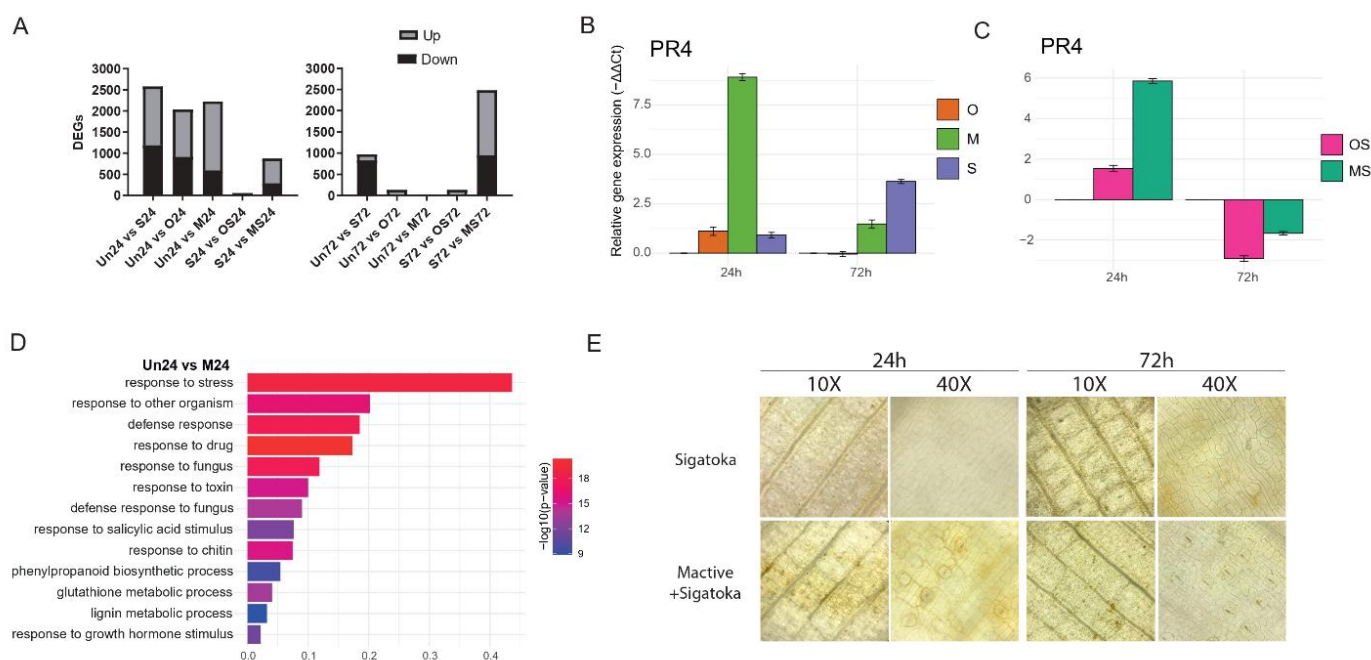 A
Up
Down
DEGs
3000
2500
2000
1500
1000
500
0
Un24 vs S24
Un24 vs O24
Un24 vs M24
S24 vs OS24
S24 vs MS24
3000
2500
2000
1500
1000
500
0
Un72 vs S72
Un72 vs O72
Un72 vs M72
S72 vs OS72
S72 vs MS72
B
PR4
Relative gene expression (−ΔΔCt)
7.5
5.0
2.5
0.0
24h
72h
O
M
S
C
PR4
6
4
2
0
−2
24h
72h
OS
MS
D
Un24 vs M24
response to stress
response to other organism
defense response
response to drug
response to fungus
response to toxin
defense response to fungus
response to salicylic acid stimulus
response to chitin
phenylpropanoid biosynthetic process
glutathione metabolic process
lignin metabolic process
response to growth hormone stimulus
0.0 0.1 0.2 0.3 0.4
−log10(p-value)
18
15
12
9
E
24h 72h
10X 40X 10X 40X
Sigatoka
Mactive
+Sigatoka